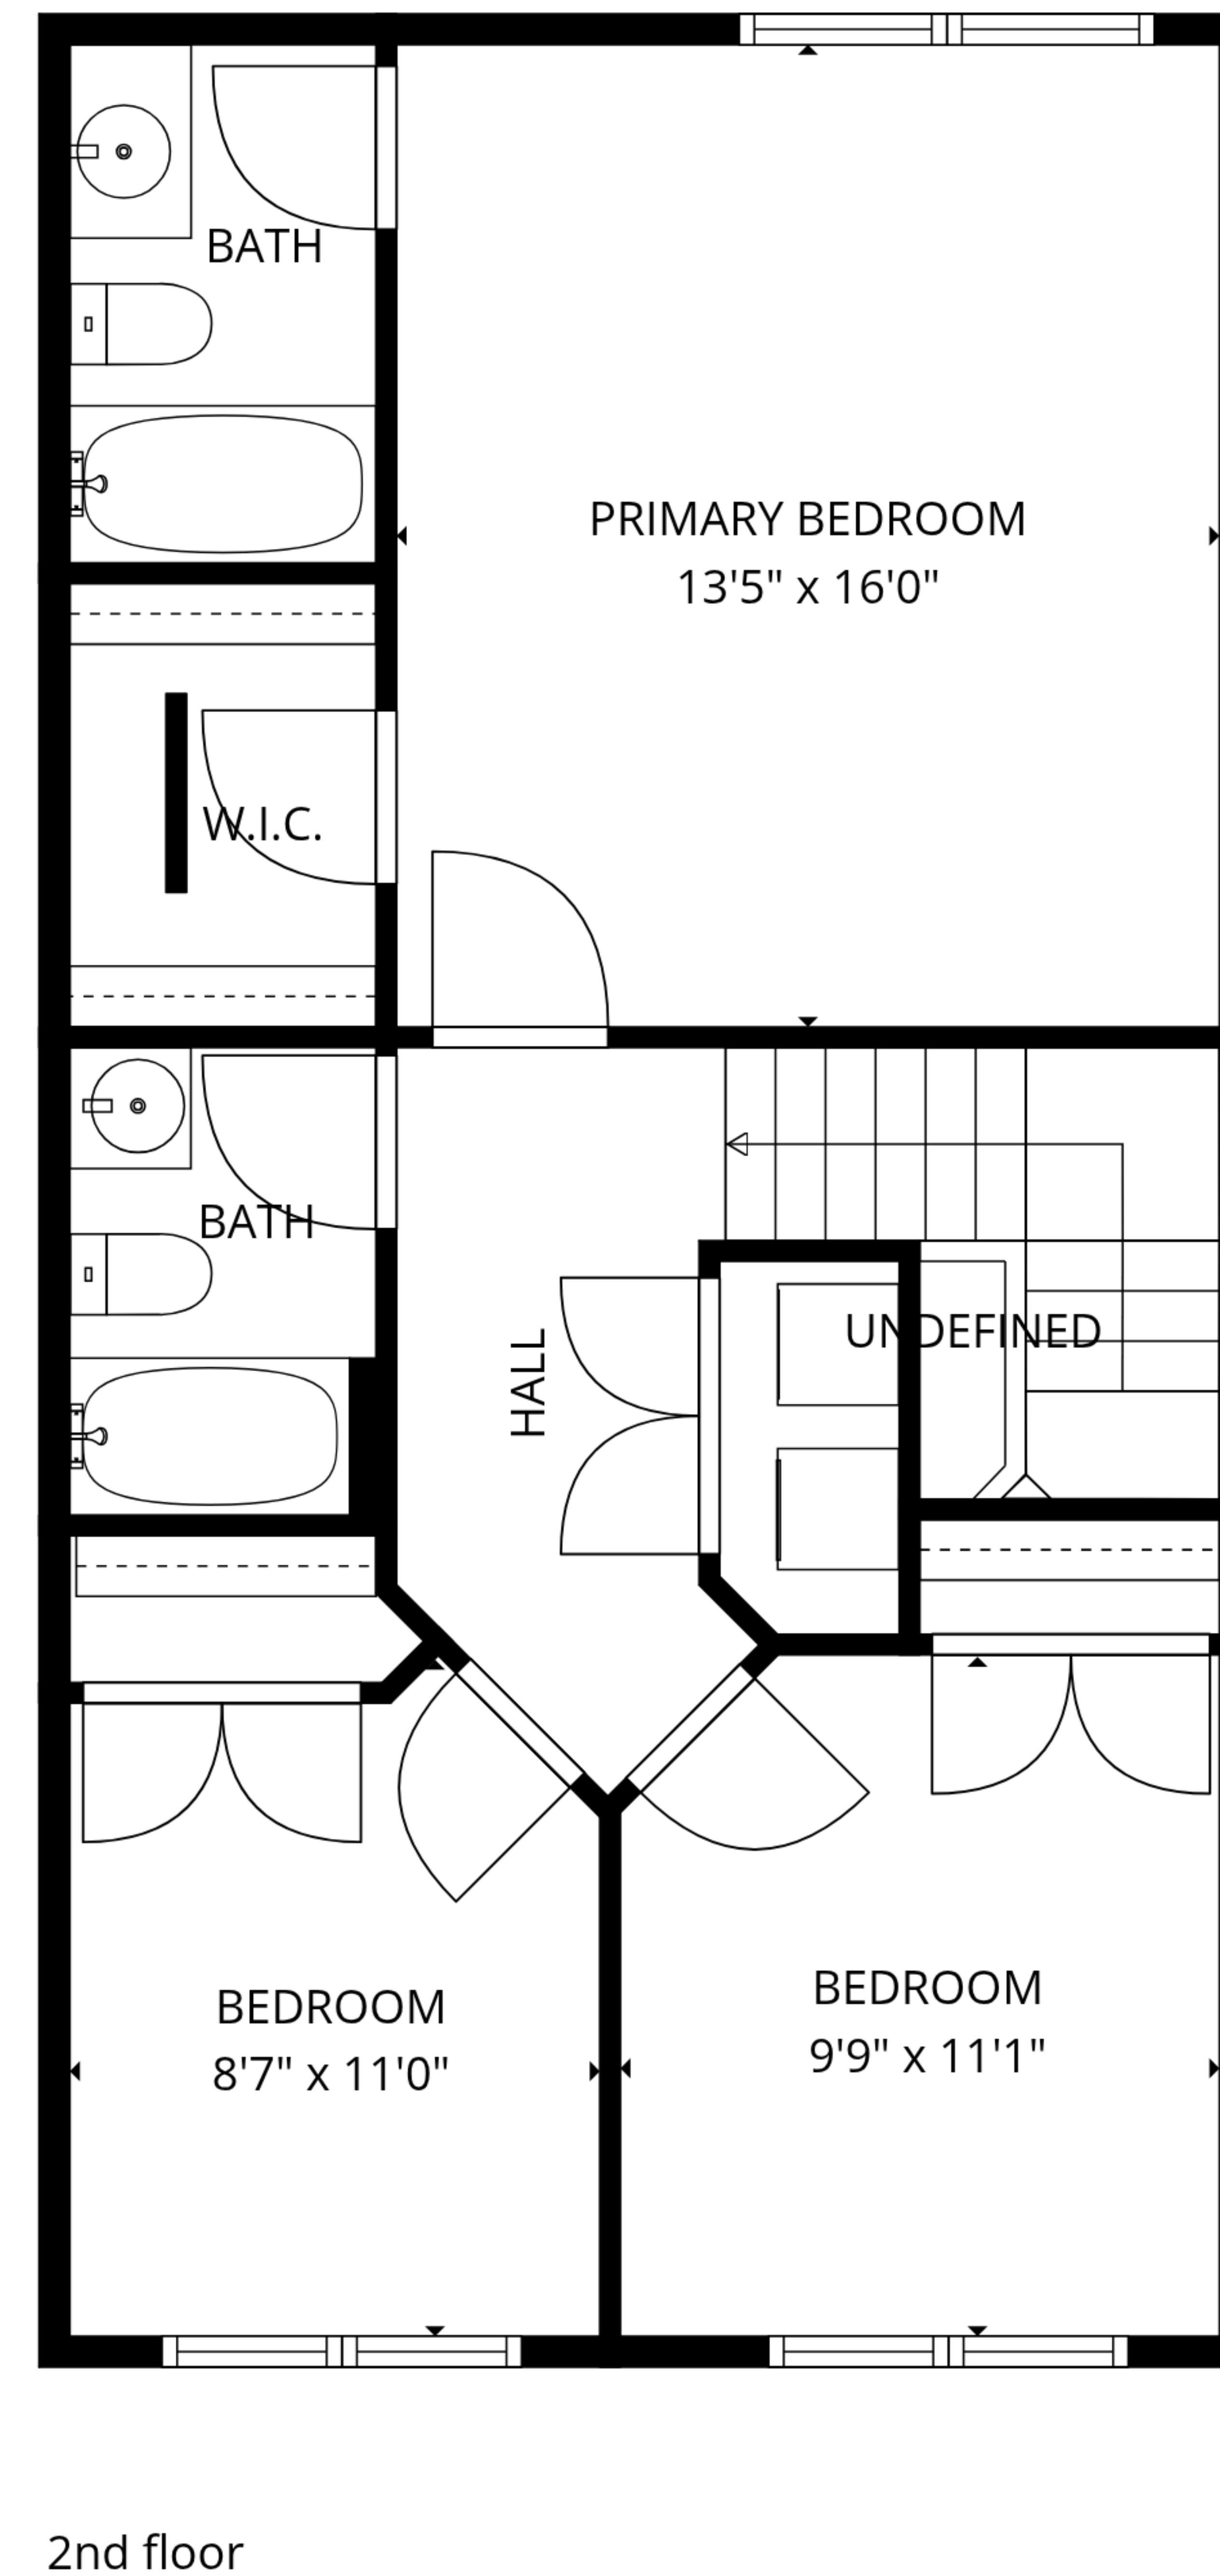 BATH
PRIMARY BEDROOM
13'5" x 16'0"
W.I.C.
BATH
HALL
UNDEFINED
BEDROOM
8'7" x 11'0"
BEDROOM
9'9" x 11'1"
2nd floor